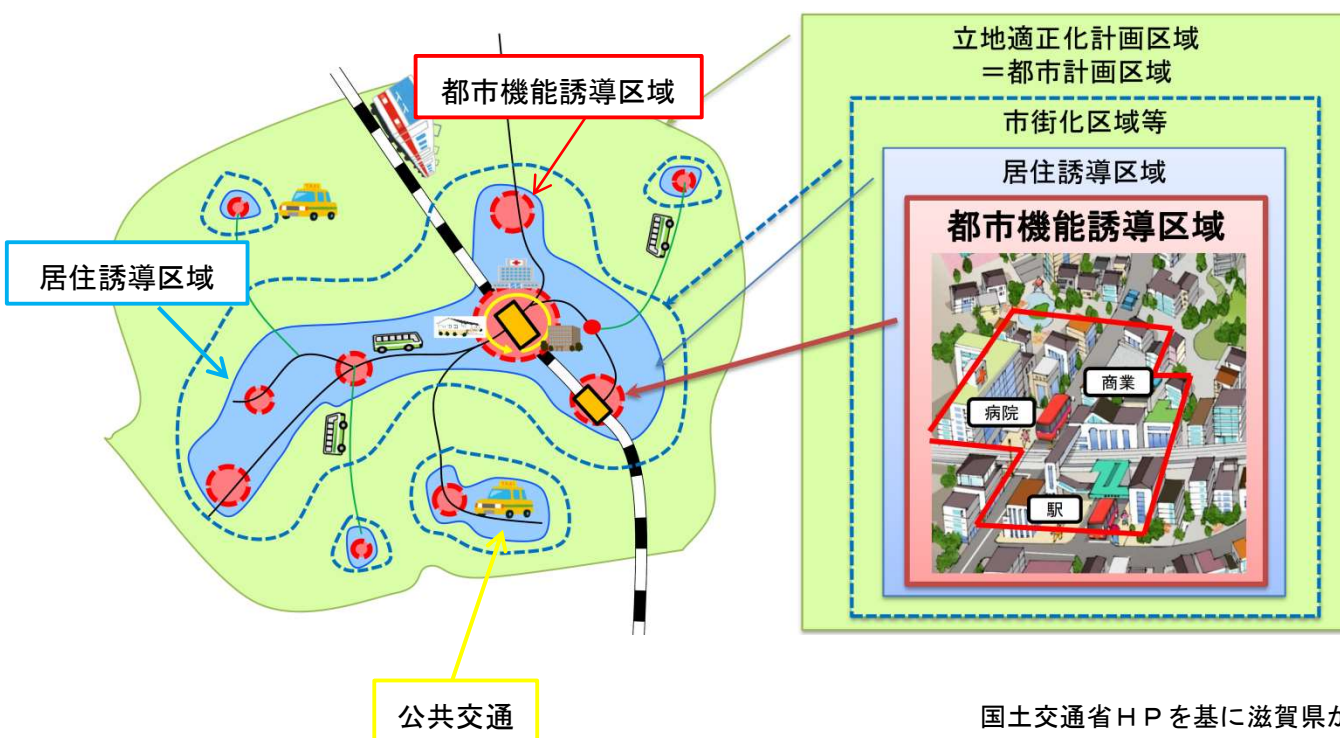 都市機能誘導区域
居住誘導区域
公共交通
TAXI
TAXI
立地適正化計画区域
＝都市計画区域
市街化区域等
居住誘導区域
都市機能誘導区域
商業
病院
駅
国土交通省ＨＰを基に滋賀県が